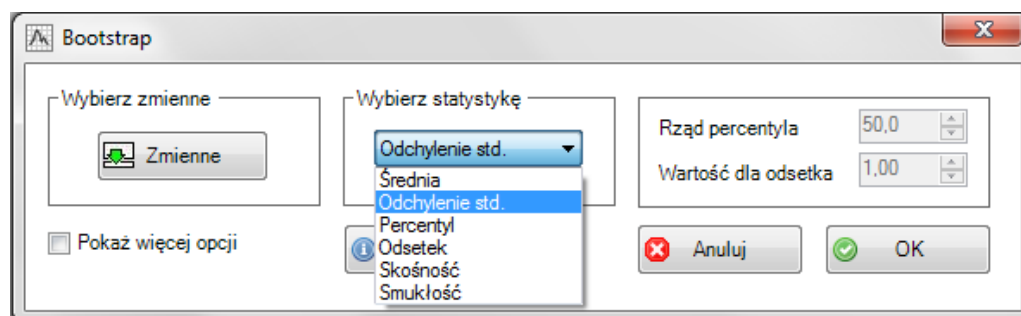 Bootstrap
Wybierz zmienne
Zmienne
Pokaż więcej opcji
Wybierz statystykę
Odchylenie std.
Średnia
Odchylenie std.
Percentyl
Odsetek
Skośność
Smukłość
Rząd percentyla
50,0
Wartość dla odsetka
1,00
Anuluj
OK